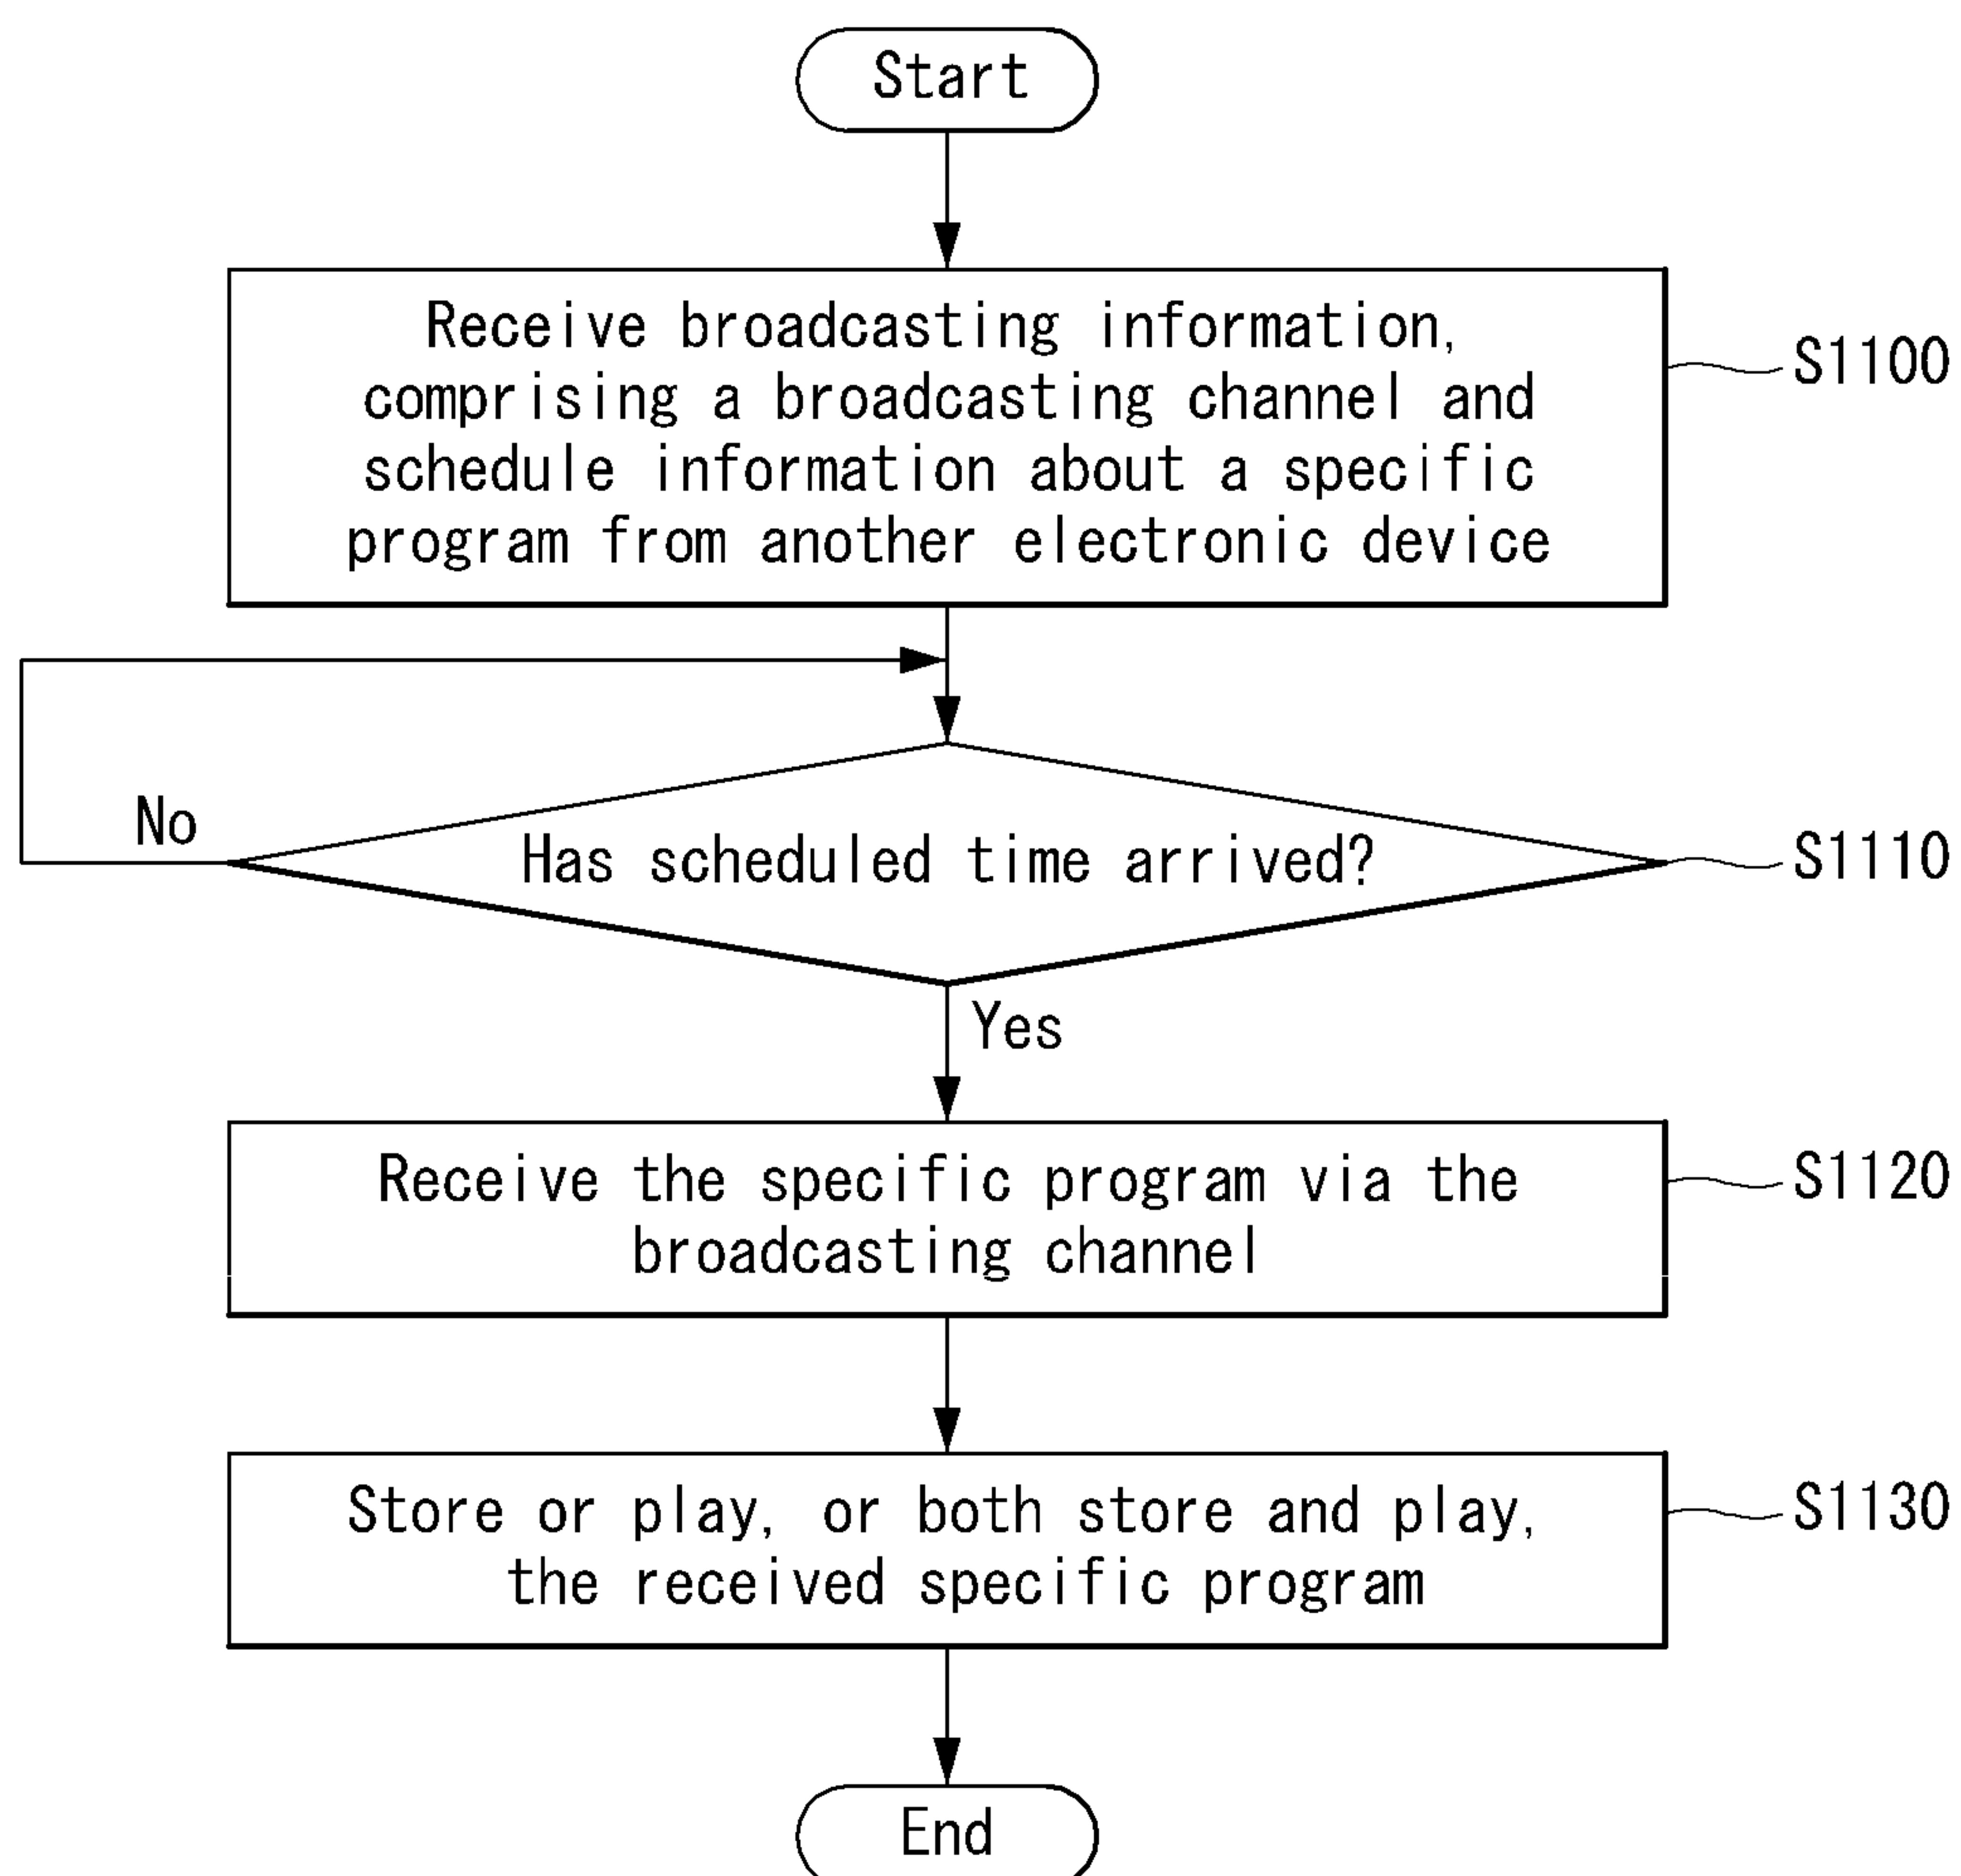 Start
Receive broadcasting information,
comprising a broadcasting channel and
schedule information about a specific
program from another electronic device
S1100
No
Has scheduled time arrived?
S1110
Yes
Receive the specific program via the
broadcasting channel
S1120
Store or play, or both store and play,
the received specific program
S1130
End